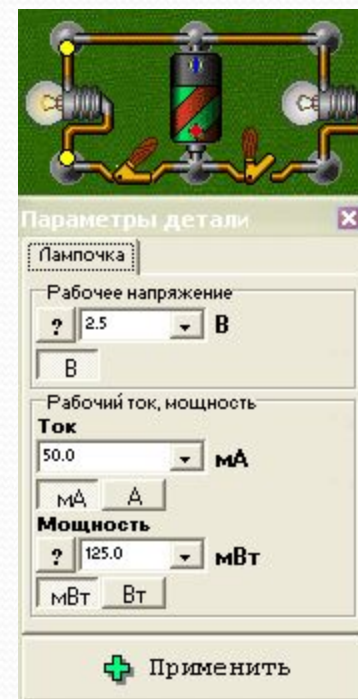 Параметры детали
Лампочка
Рабочее напряжение
? 2.5 В
В
Рабочий ток, мощность
Ток
50.0 мА
мА А
Мощность
? 125.0 мВт
мВт Вт
Применить